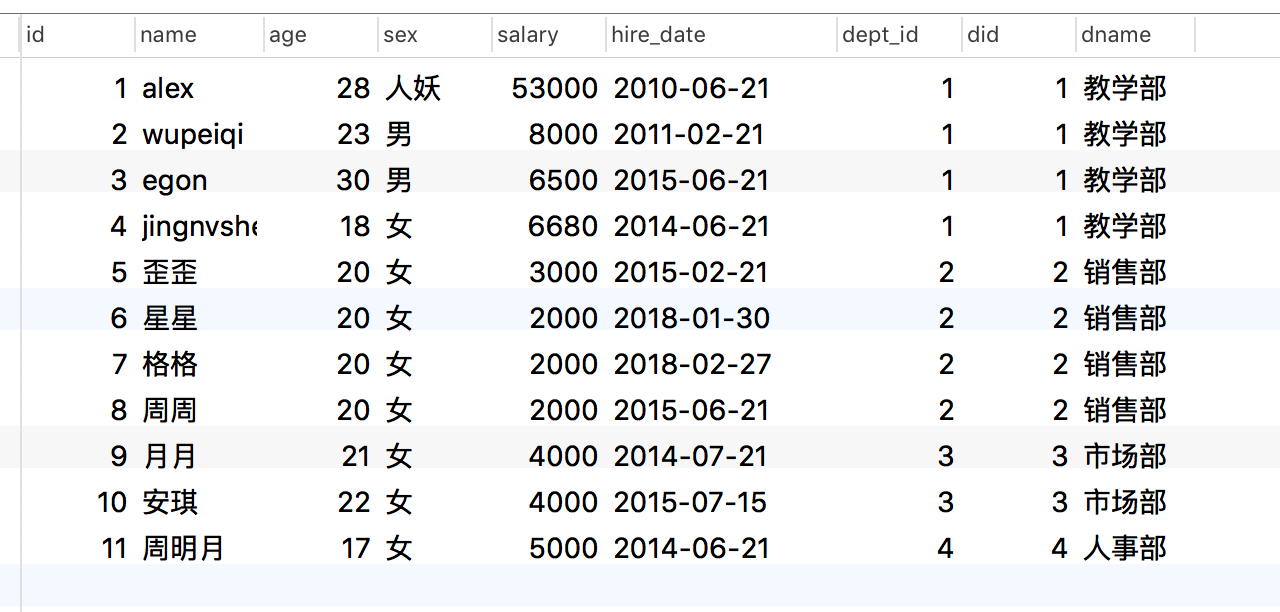 id name age sex salary hire_date dept_id did dname
1 alex 28 人妖 53000 2010-06-21 1 1 教学部
2 wupeiqi 23 男 8000 2011-02-21 1 1 教学部
3 egon 30 男 6500 2015-06-21 1 1 教学部
4 jingnvshe 18 女 6680 2014-06-21 1 1 教学部
5 歪歪 20 女 3000 2015-02-21 2 2 销售部
6 星星 20 女 2000 2018-01-30 2 2 销售部
7 格格 20 女 2000 2018-02-27 2 2 销售部
8 周周 20 女 2000 2015-06-21 2 2 销售部
9 月月 21 女 4000 2014-07-21 3 3 市场部
10 安琪 22 女 4000 2015-07-15 3 3 市场部
11 周明月 17 女 5000 2014-06-21 4 4 人事部